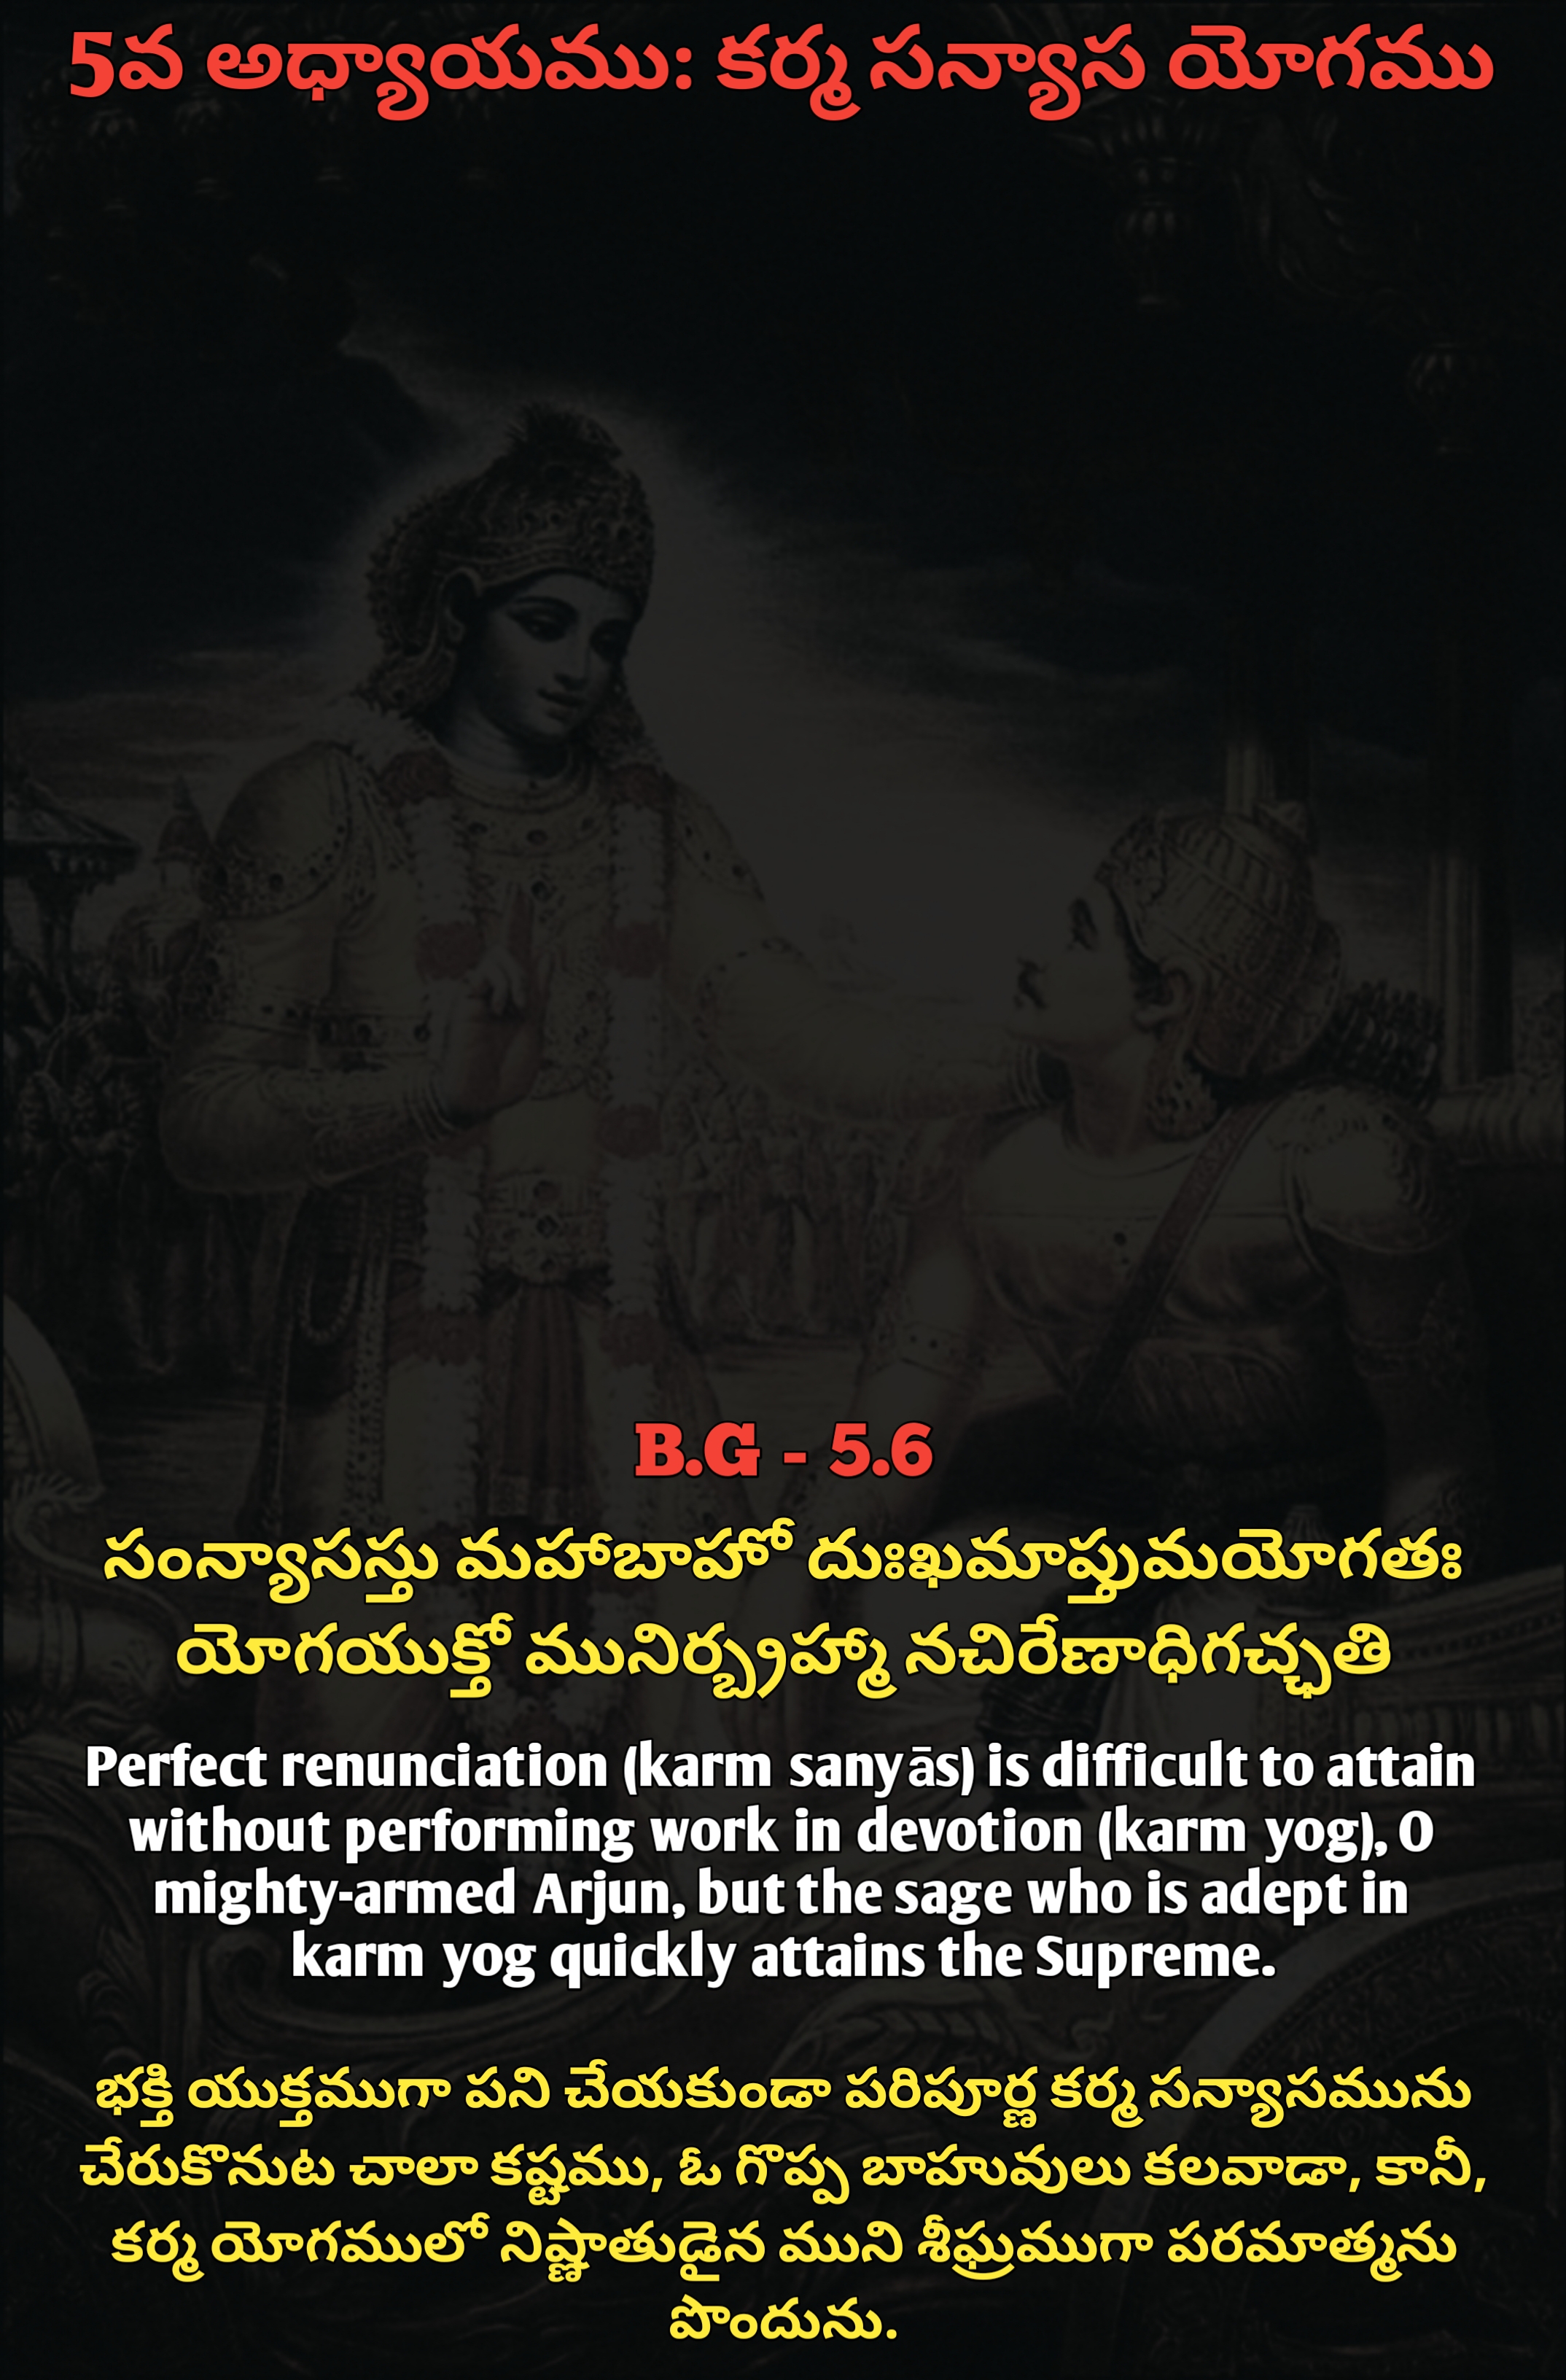 5వ అధ్యాయము: కర్మ సన్యాస యోగము
B.G - 5.6
సంన్యాసస్తు మహాబాహో దుఃఖమాప్తుమయోగతః
యోగయుక్తో మునిర్బ్రహ్మా నచిరేణాధిగచ్ఛతి
Perfect renunciation (karm sanyās) is difficult to attain
without performing work in devotion (karm yog), O
mighty-armed Arjun, but the sage who is adept in
karm yog quickly attains the Supreme.
భక్తి యుక్తముగా పని చేయకుండా పరిపూర్ణ కర్మ సన్యాసమును
చేరుకొనుట చాలా కష్టము, ఓ గొప్ప బాహువులు కలవాడా, కానీ,
కర్మ యోగములో నిష్ణాతుడైన ముని శీఘ్రముగా పరమాత్మను
పొందును.